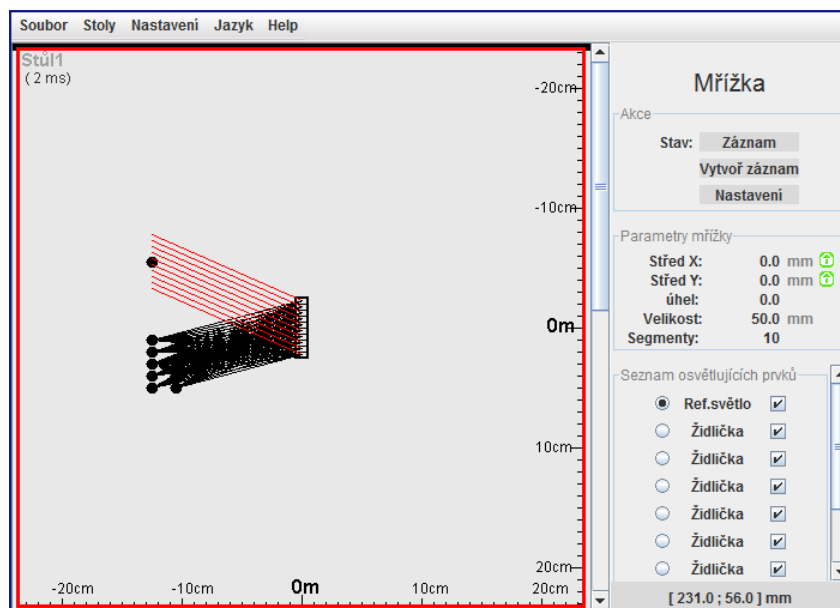 Soubor Stoly Nastavení Jazyk Help
Stůl1
( 2 ms)
-20cm
-10cm
0m
10cm
20cm
-20cm -10cm 0m 10cm 20cm
Mřížka
Akce
Stav: Záznam
Vytvoř záznam
Nastavení
Parametry mřížky
Střed X: 0.0 mm
Střed Y: 0.0 mm
úhel: 0.0
Velikost: 50.0 mm
Segmenty: 10
Seznam osvětlujících prvků
Ref.světlo
Židlička
Židlička
Židlička
Židlička
Židlička
Židlička
[ 231.0 ; 56.0 ] mm